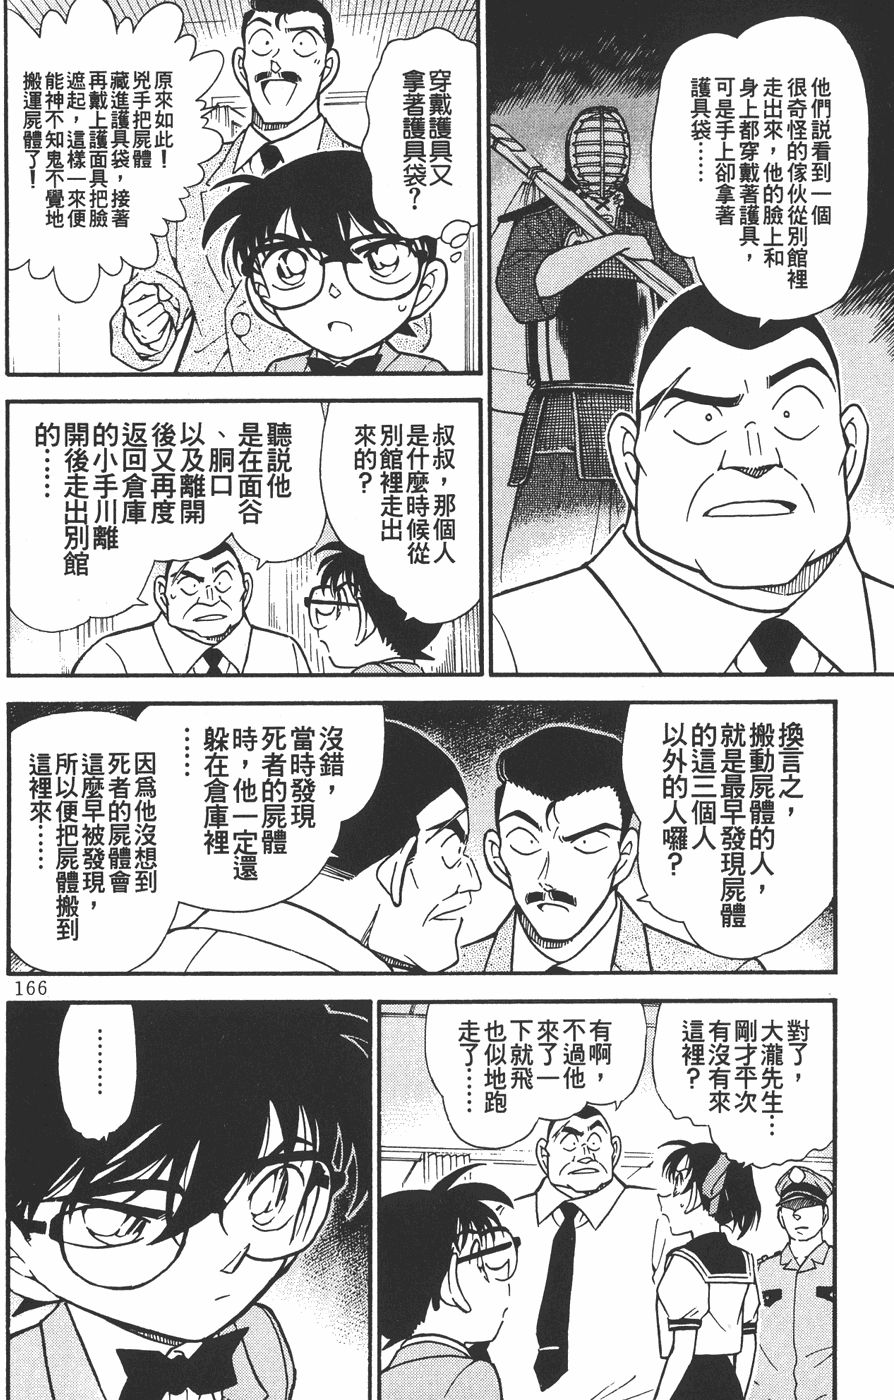 他們說看到一個
很奇怪的傢伙從別館裡
走出來，他的臉上和
身上都穿戴著護具，
可是手上卻拿著
護具袋…
穿戴護具又
拿著護具袋？
原來如此！
兇手把屍體
藏進護具袋，接著
再戴上護面具把臉
遮起，這樣一來便
能神不知鬼不覺地
搬運屍體了！
叔叔，那個人
是什麼時候從
別館裡走出
來的？
聽說他
是在面谷
、胴口
以及離開
後又再度
返回倉庫
的小手川離
開後走出別館
的……
換言之，
搬動屍體的人，
就是最早發現屍體
的這三個人
以外的人囉？
沒錯，
當時發現
死者的屍體
時，他一定還
躲在倉庫裡
……
因為他沒想到
死者的屍體會
這麼早被發現，
所以便把屍體搬到
這裡來……
166
對了，
大瀧先生…
剛才平次
有沒有來
這裡？
有啊，
不過他
來了一
下就飛
也似地跑
走了……
………